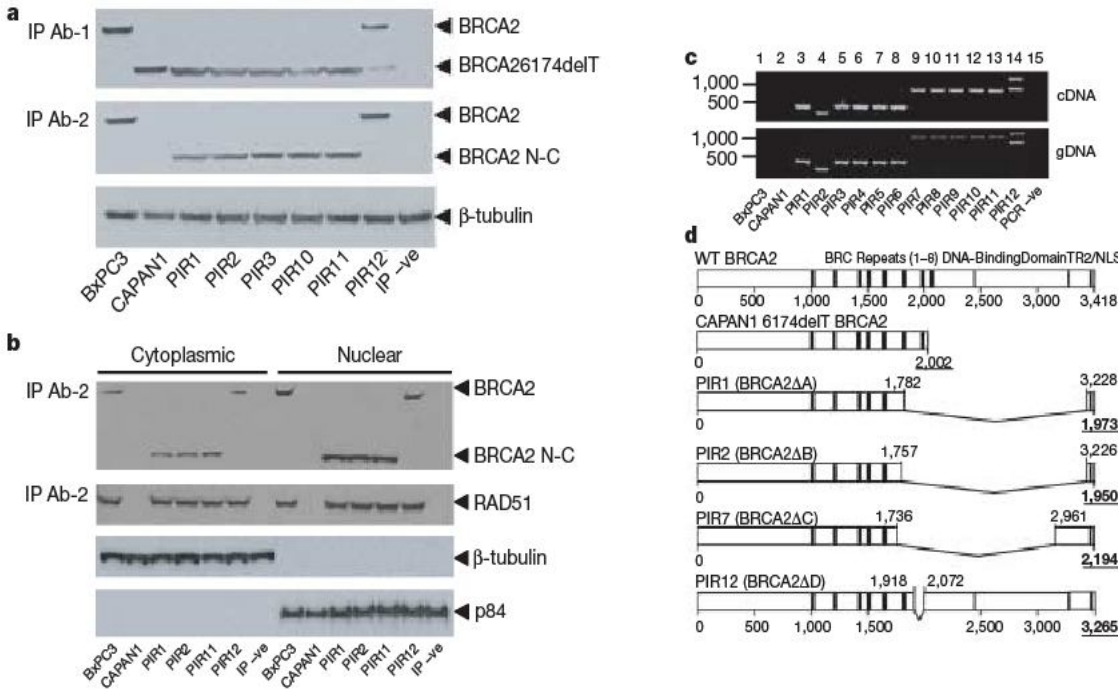 a
IP Ab-1
BRCA2
BRCA26174delT
IP Ab-2
BRCA2
BRCA2 N-C
β-tubulin
BxPC3 CAPAN1 PIR1 PIR2 PIR3 PIR10 PIR11 PIR12 IP –ve
b
Cytoplasmic Nuclear
IP Ab-2
BRCA2
BRCA2 N-C
IP Ab-2
RAD51
β-tubulin
p84
BxPC3 CAPAN1 PIR1 PIR2 PIR11 PIR12 IP –ve BxPC3 CAPAN1 PIR1 PIR2 PIR11 PIR12 IP –ve
c
1 2 3 4 5 6 7 8 9 10 11 12 13 14 15
1,000
500
cDNA
1,000
500
gDNA
BxPC3 CAPAN1 PIR1 PIR2 PIR3 PIR4 PIR5 PIR6 PIR7 PIR8 PIR9 PIR10 PIR11 PIR12 PCR –ve
d
WT BRCA2 BRC Repeats (1–8) DNA-BindingDomainTR2/NLS
0 500 1,000 1,500 2,000 2,500 3,000 3,418
CAPAN1 6174delT BRCA2
0 2,002
PIR1 (BRCA2ΔA) 1,782 3,228
0 1,973
PIR2 (BRCA2ΔB) 1,757 3,226
0 1,950
PIR7 (BRCA2ΔC) 1,736 2,961
0 2,194
PIR12 (BRCA2ΔD) 1,918 2,072
0 500 1,000 1,500 2,500 3,000 3,265